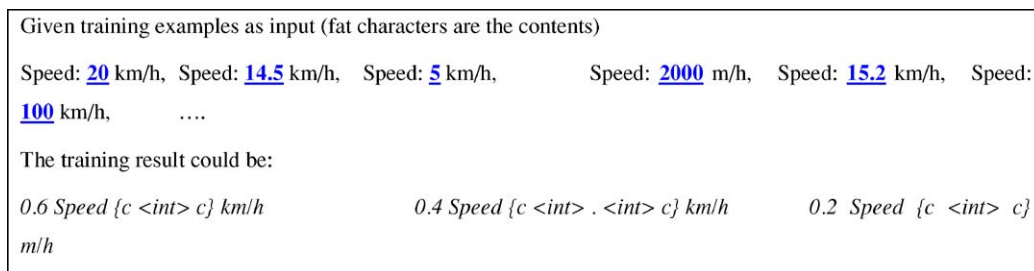 Given training examples as input (fat characters are the contents)
Speed: 20 km/h, Speed: 14.5 km/h, Speed: 5 km/h, Speed: 2000 m/h, Speed: 15.2 km/h, Speed:
100 km/h, ....
The training result could be:
0.6 Speed {c <int> c} km/h 0.4 Speed {c <int> . <int> c} km/h 0.2 Speed {c <int> c}
m/h